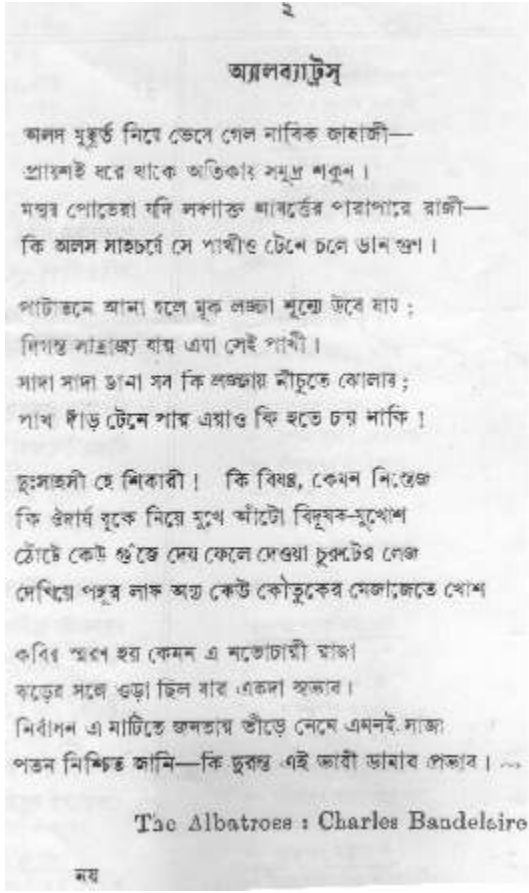 ২
অ্যালব্যাট্রস্
অলস মুহূর্ত নিয়ে ভেসে গেল নাবিক জাহাজী—
প্রায়শই ধরে থাকে অতিকায় সমুদ্র শকুন।
মন্থর পোতেরা যদি লবণাক্ত আবর্ত্তের পারাপারে রাজী—
কি অলস সাহচর্যে সে পাখীও টেনে চলে ডানা গুণ।
পাটাতনে আনা হলে মূক লজ্জা শূন্যে উবে যায়;
দিগন্ত সাম্রাজ্য যার এরা সেই পাখী।
সাদা সাদা ডানা সব কি লজ্জায় নীচুতে ঝোলায়;
দাঁড় টেনে পার এরাও কি হতে চায় নাকি!
দুঃসাহসী হে শিকারী! কি বিষণ্ণ, কেমন নিস্তেজ
কি ঔদার্য বুকে নিয়ে মুখে আঁটো বিদূষক-মুখোশ
ঠোঁটে কেউ গুঁজে দেয় ফেলে দেওয়া চুরুটের লেজ
দেখিয়ে পঙ্গুর লাফ অন্য কেউ কৌতুকের মেজাজেতে খোশ
কবির স্মরণ হয় কেমন এ নভোচারী রাজা
ঝড়ের সঙ্গে ওড়া ছিল যার একদা স্বভাব।
নির্বাসন এ মাটিতে জনতার ভীঁড়ে নেমে এমনই সাজা
পতন নিশ্চিত জানি—কি দুরন্ত এই ভাবী ডানার প্রভাব।
The Albatross : Charles Bandelaire
নয়